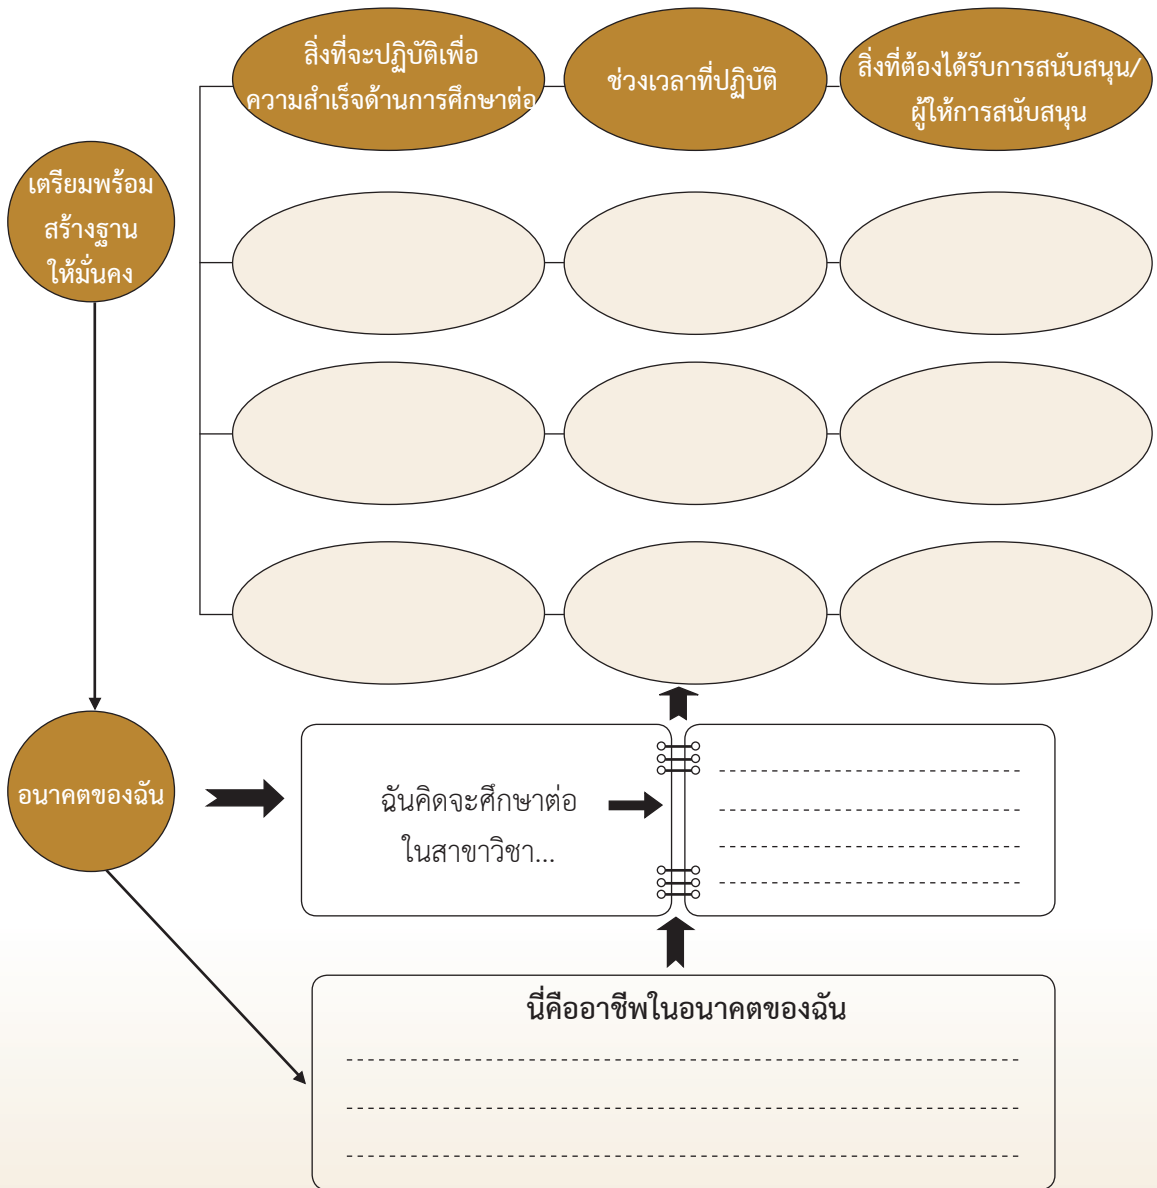 สิ่งที่จะปฏิบัติเพื่อ
ความสำเร็จด้านการศึกษาต่อ
ช่วงเวลาที่ปฏิบัติ
สิ่งที่ต้องได้รับการสนับสนุน/
ผู้ให้การสนับสนุน
เตรียมพร้อม
สร้างฐาน
ให้มั่นคง
อนาคตของฉัน
ฉันคิดจะศึกษาต่อ
ในสาขาวิชา...
นี่คืออาชีพในอนาคตของฉัน